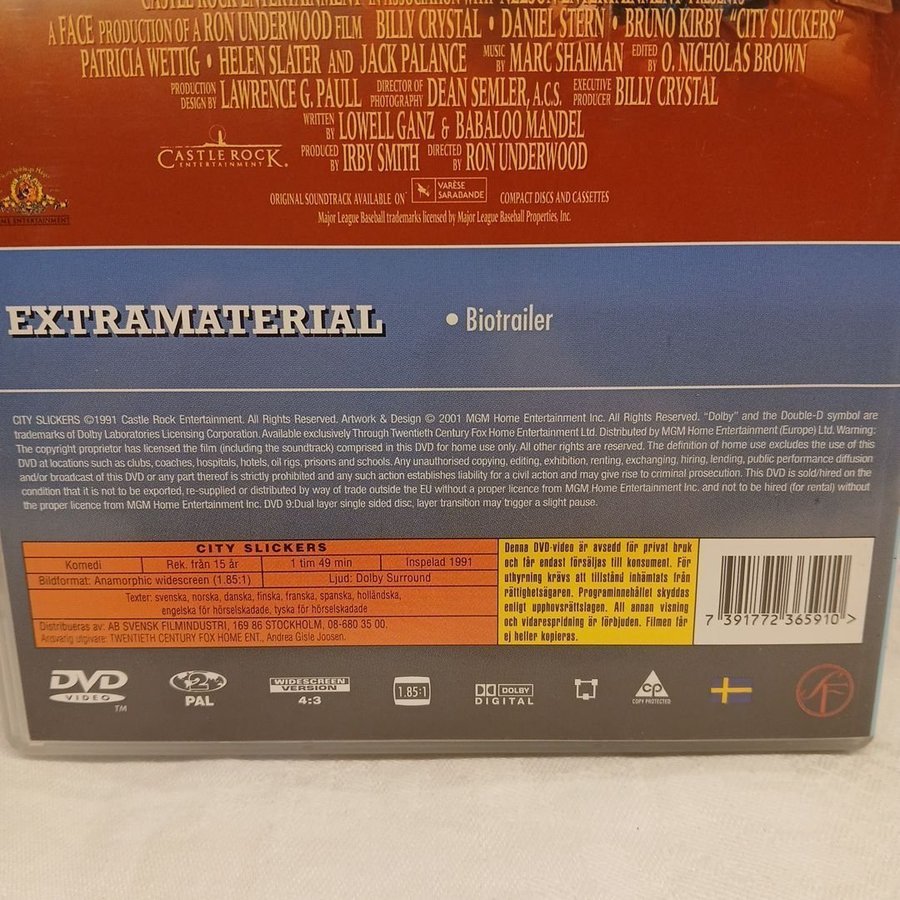 CASTLE ROCK ENTERTAINMENT IN ASSOCIATION WITH NELSON ENTERTAINMENT PRESENTS
A FACE PRODUCTION OF A RON UNDERWOOD FILM BILLY CRYSTAL • DANIEL STERN • BRUNO KIRBY "CITY SLICKERS"
PATRICIA WETTIG • HELEN SLATER AND JACK PALANCE MUSIC BY MARC SHAIMAN EDITED BY O. NICHOLAS BROWN
PRODUCTION DESIGN BY LAWRENCE G. PAULL DIRECTOR OF PHOTOGRAPHY DEAN SEMLER, A.C.S. EXECUTIVE PRODUCER BILLY CRYSTAL
WRITTEN BY LOWELL GANZ & BABALOO MANDEL
CASTLE ROCK ENTERTAINMENT PRODUCED BY IRBY SMITH DIRECTED BY RON UNDERWOOD
ORIGINAL SOUNDTRACK AVAILABLE ON VARÈSE SARABANDE COMPACT DISCS AND CASSETTES
Major League Baseball trademarks licensed by Major League Baseball Properties, Inc.
ME ENTERTAINMENT
EXTRAMATERIAL • Biotrailer
CITY SLICKERS ©1991 Castle Rock Entertainment. All Rights Reserved. Artwork & Design © 2001 MGM Home Entertainment Inc. All Rights Reserved. "Dolby" and the Double-D symbol are
trademarks of Dolby Laboratories Licensing Corporation. Available exclusively Through Twentieth Century Fox Home Entertainment Ltd. Distributed by MGM Home Entertainment (Europe) Ltd. Warning:
The copyright proprietor has licensed the film (including the soundtrack) comprised in this DVD for home use only. All other rights are reserved. The definition of home use excludes the use of this
DVD at locations such as clubs, coaches, hospitals, hotels, oil rigs, prisons and schools. Any unauthorised copying, editing, exhibition, renting, exchanging, hiring, lending, public performance diffusion
and/or broadcast of this DVD or any part thereof is strictly prohibited and any such action establishes liability for a civil action and may give rise to criminal prosecution. This DVD is sold/hired on the
condition that it is not to be exported, re-supplied or distributed by way of trade outside the EU without a proper licence from MGM Home Entertainment Inc. and not to be hired (for rental) without
the proper licence from MGM Home Entertainment Inc. DVD 9:Dual layer single sided disc, layer transition may trigger a slight pause.
CITY SLICKERS
Komedi Rek. från 15 år 1 tim 49 min Inspelad 1991
Bildformat: Anamorphic widescreen (1.85:1) Ljud: Dolby Surround
Texter: svenska, norska, danska, finska, franska, spanska, holländska,
engelska för hörselskadade, tyska för hörselskadade
Distribueras av: AB SVENSK FILMINDUSTRI, 169 86 STOCKHOLM, 08-680 35 00.
Ansvarig utgivare: TWENTIETH CENTURY FOX HOME ENT., Andrea Gisle Joosen.
Denna DVD-video är avsedd för privat bruk
och får endast försäljas till konsument. För
uthyrning krävs att tillstånd inhämtats från
rättighetsägaren. Programinnehållet skyddas
enligt upphovsrättslagen. All annan visning
och vidarespridning är förbjuden. Filmen får
ej heller kopieras.
7 391772 365910 >
DVD VIDEO TM
2 PAL
WIDESCREEN VERSION 4:3
1.85:1
DOLBY DIGITAL
CP COPY PROTECTED
SF